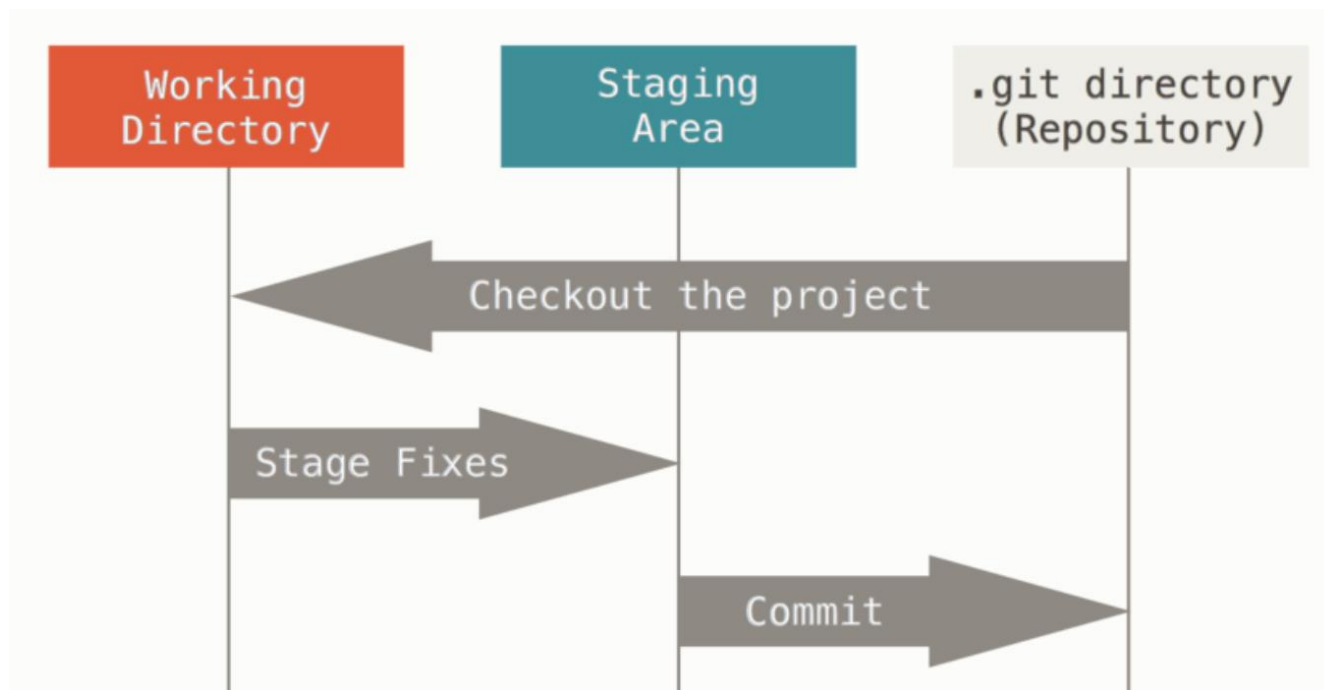 Working
Directory
Staging
Area
.git directory
(Repository)
Checkout the project
Stage Fixes
Commit